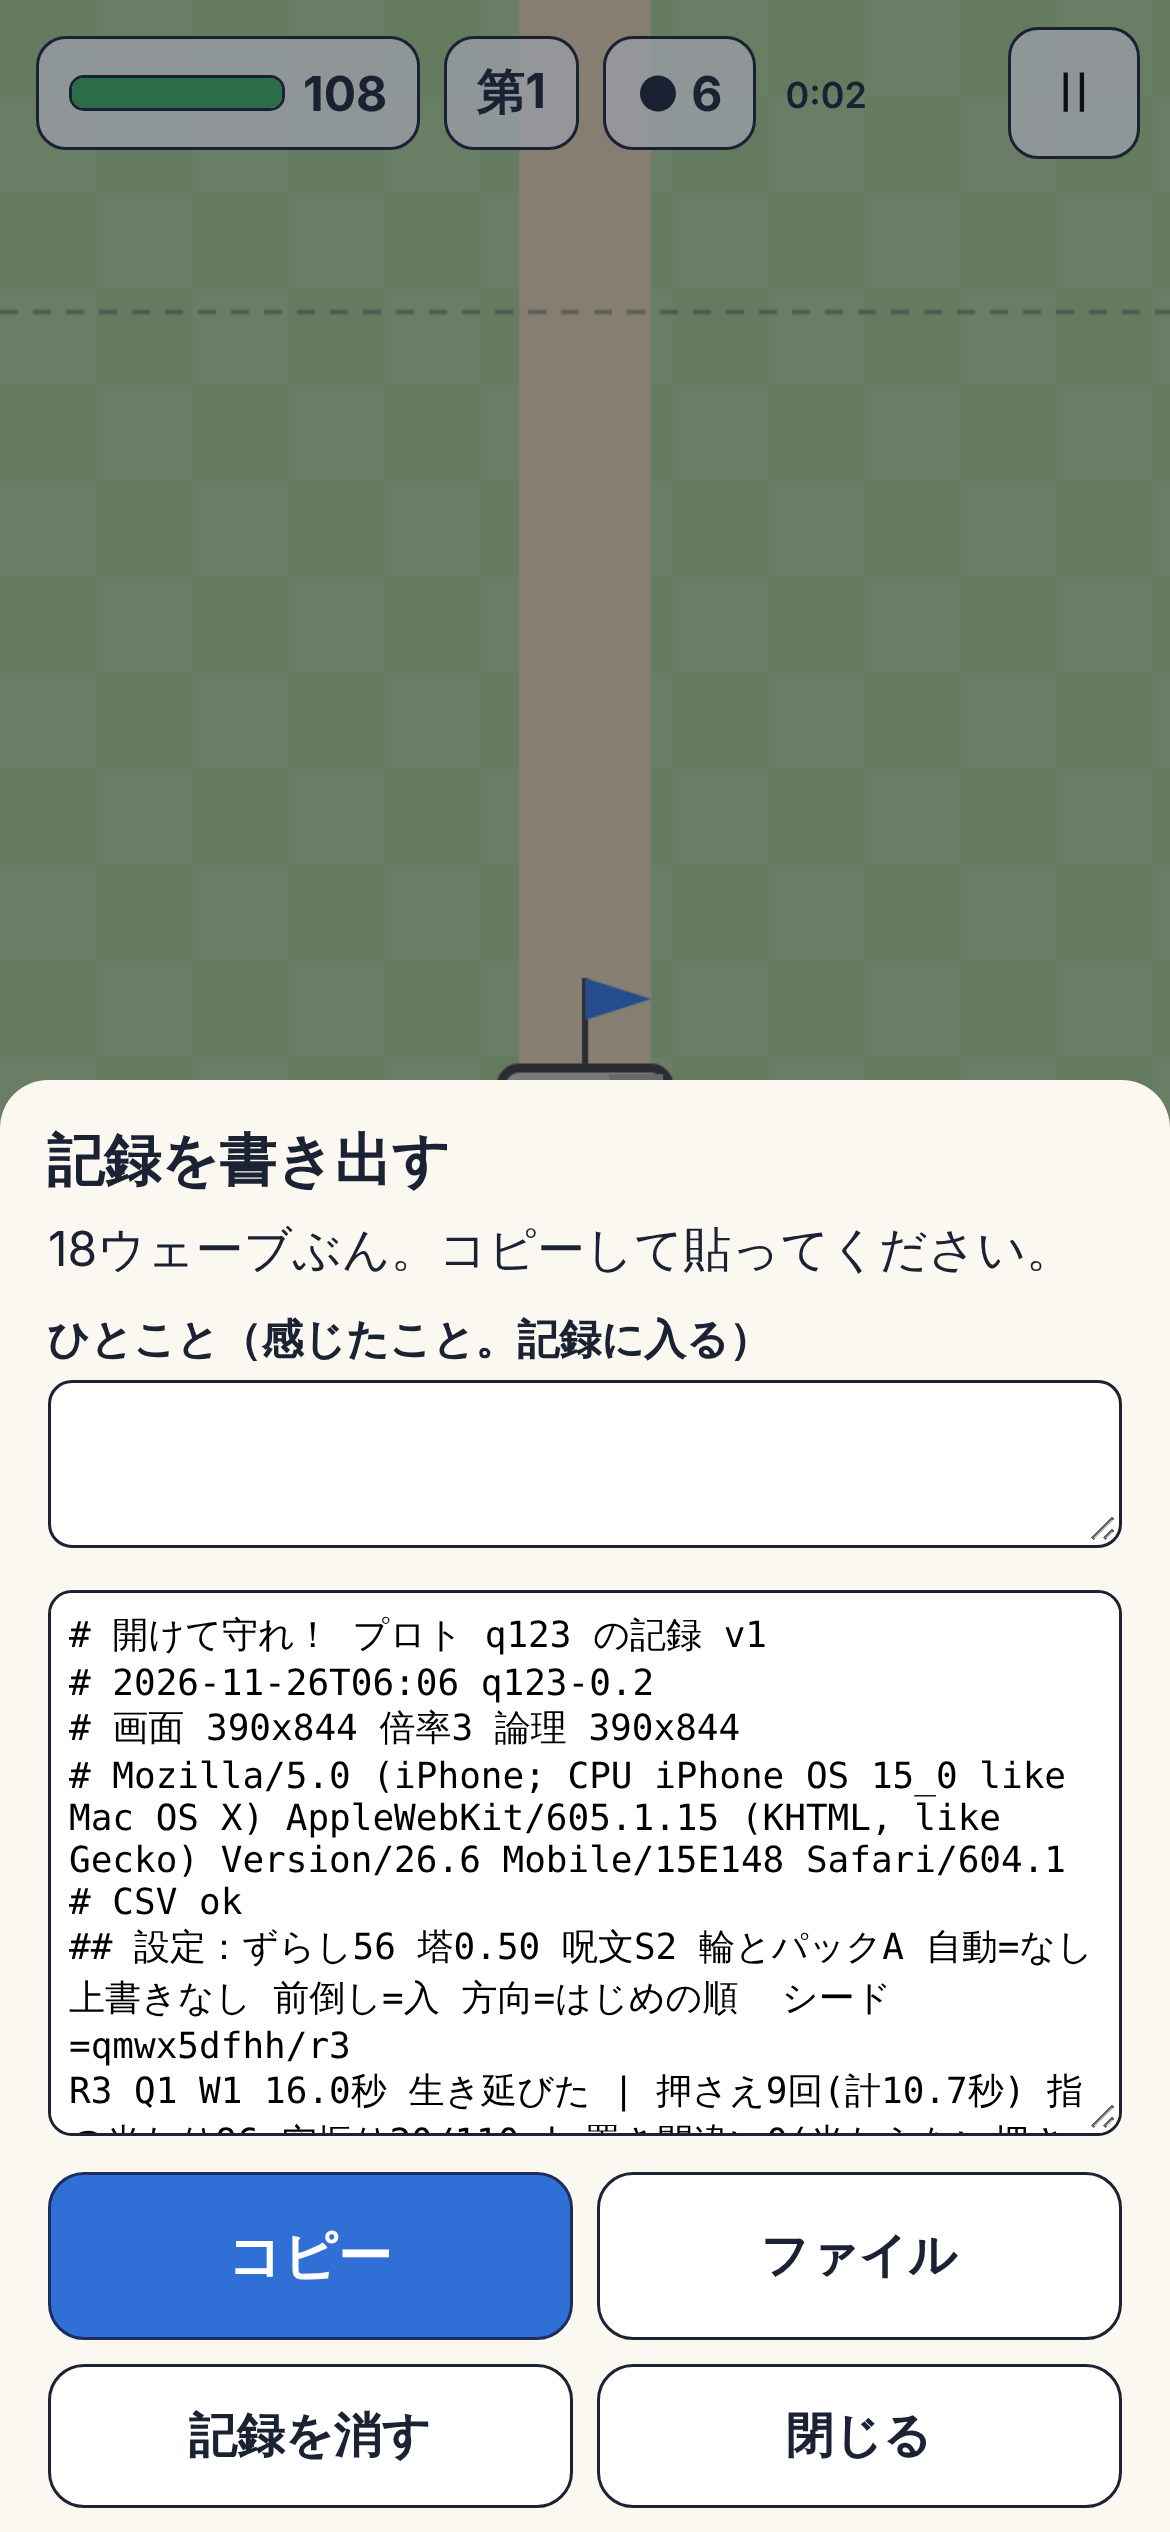 108 第1 ● 6 0:02 ||
記録を書き出す
18ウェーブぶん。コピーして貼ってください。
ひとこと（感じたこと。記録に入る）
# 開けて守れ！ プロト q123 の記録 v1
# 2026-11-26T06:06 q123-0.2
# 画面 390x844 倍率3 論理 390x844
# Mozilla/5.0 (iPhone; CPU iPhone OS 15_0 like
Mac OS X) AppleWebKit/605.1.15 (KHTML, like
Gecko) Version/26.6 Mobile/15E148 Safari/604.1
# CSV ok
## 設定：ずらし56 塔0.50 呪文S2 輪とパックA 自動=なし
上書きなし 前倒し=入 方向=はじめの順 シード
=qmwx5dfhh/r3
R3 Q1 W1 16.0秒 生き延びた | 押さえ9回(計10.7秒) 指
コピー ファイル
記録を消す 閉じる